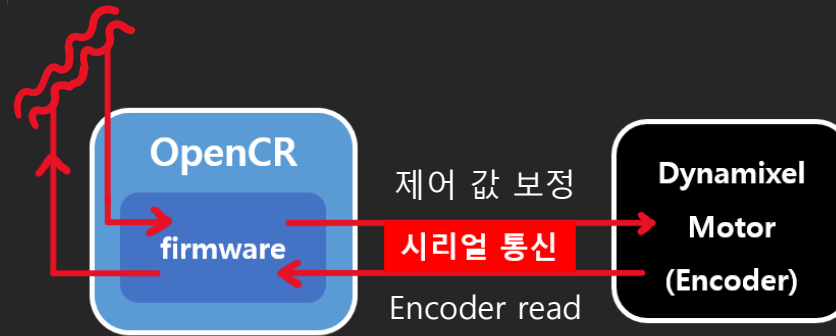 OpenCR
firmware
제어 값 보정
시리얼 통신
Encoder read
Dynamixel
Motor
(Encoder)